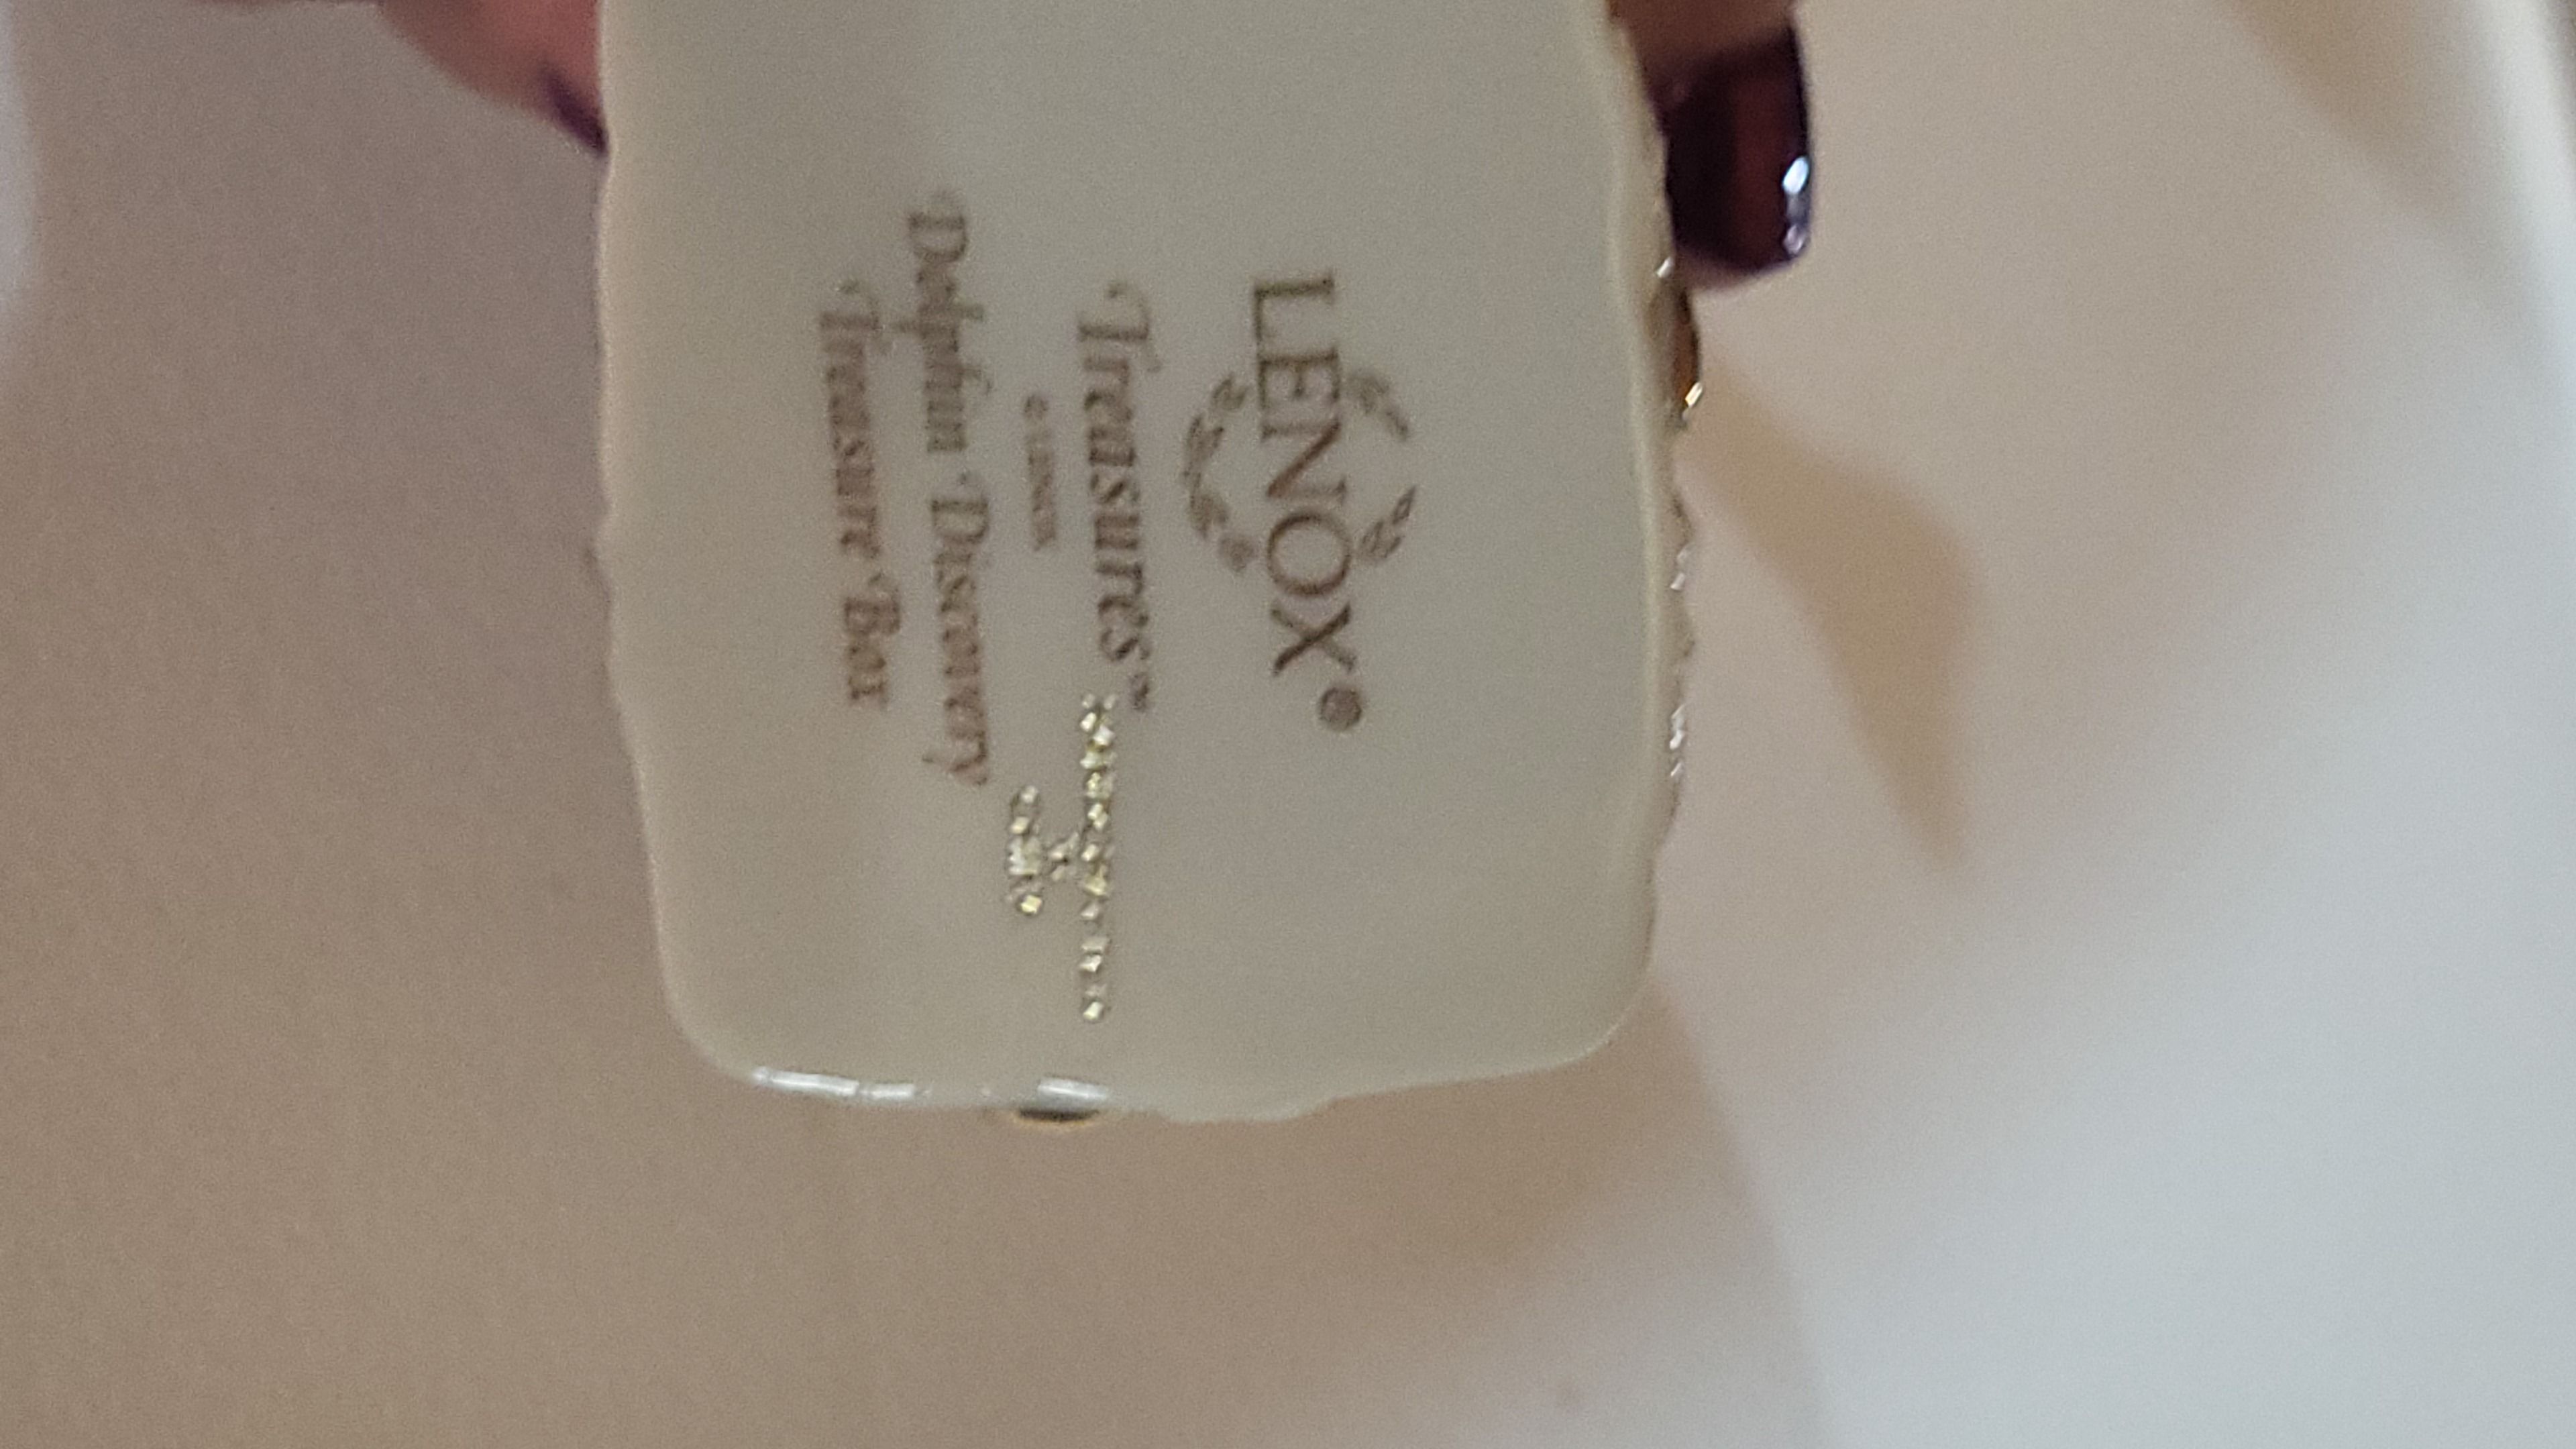 LENOX®
Treasures™
© LENOX
Dolphin Discovery
Treasure Box